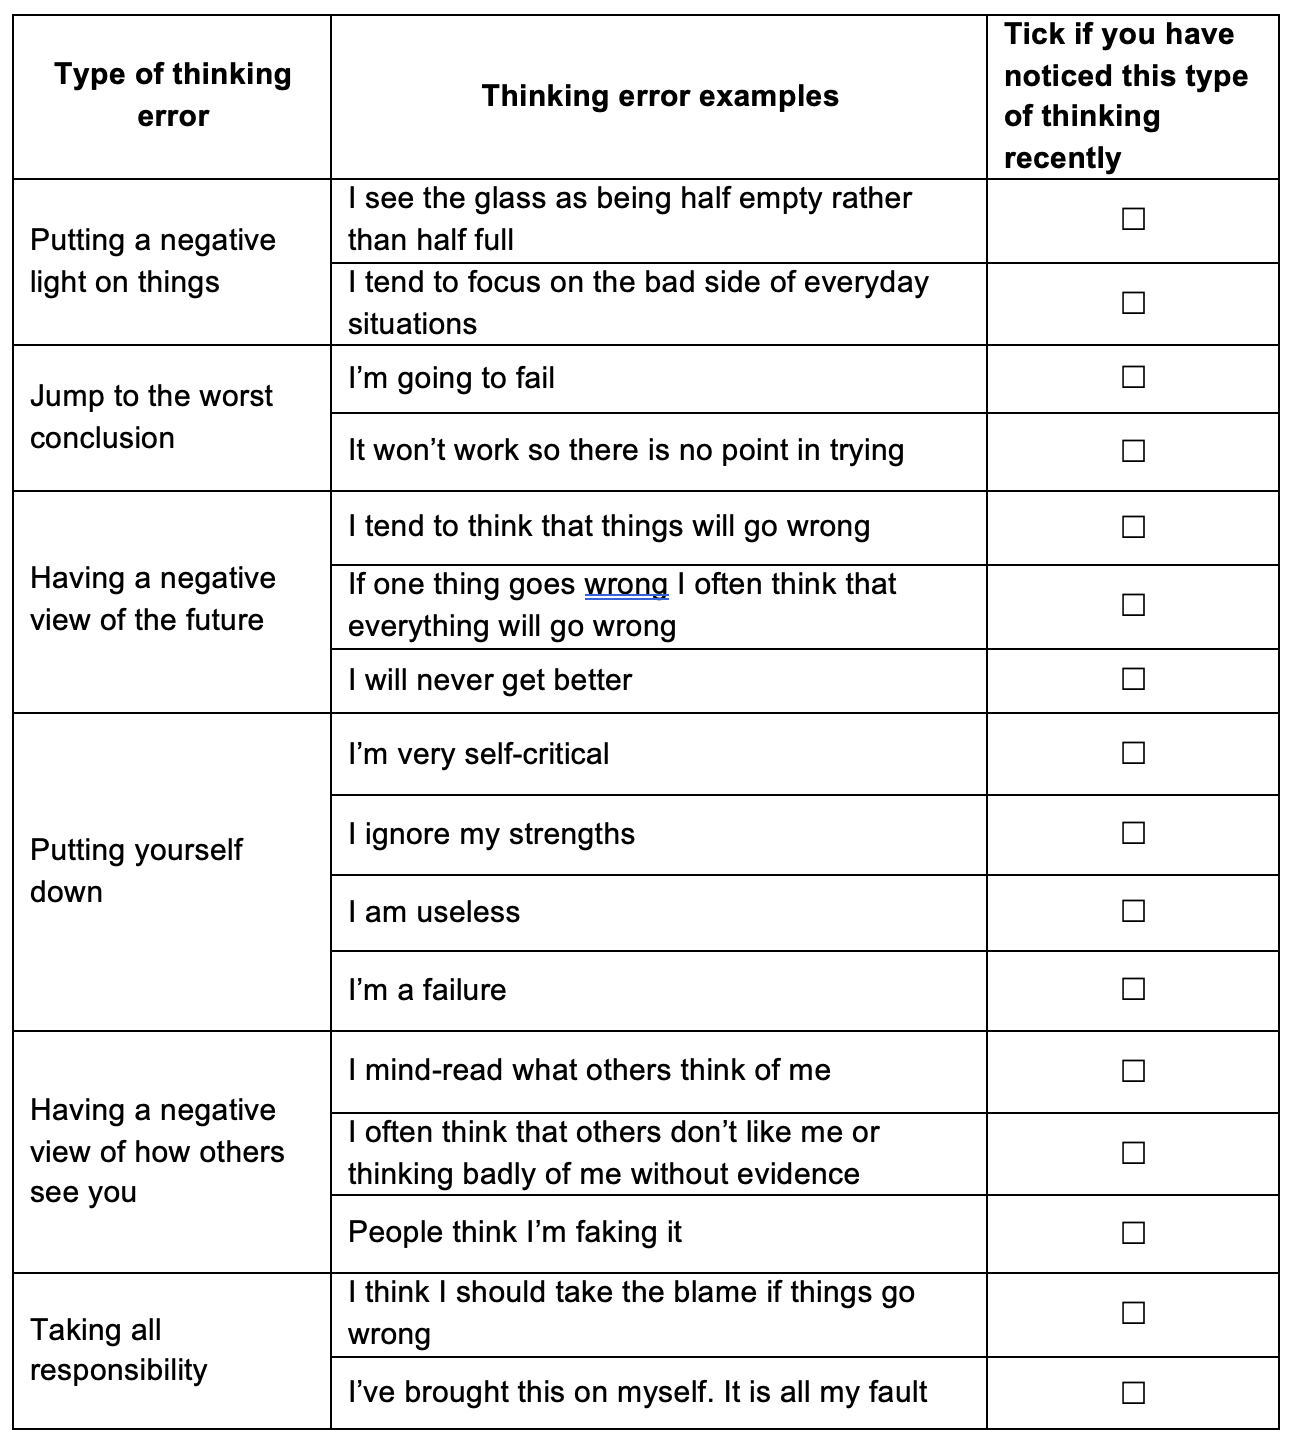 Type of thinking
error
Thinking error examples
Tick if you have
noticed this type
of thinking
recently
Putting a negative
light on things
I see the glass as being half empty rather
than half full
☐
I tend to focus on the bad side of everyday
situations
☐
Jump to the worst
conclusion
I’m going to fail
☐
It won’t work so there is no point in trying
☐
Having a negative
view of the future
I tend to think that things will go wrong
☐
If one thing goes wrong I often think that
everything will go wrong
☐
I will never get better
☐
Putting yourself
down
I’m very self-critical
☐
I ignore my strengths
☐
I am useless
☐
I’m a failure
☐
Having a negative
view of how others
see you
I mind-read what others think of me
☐
I often think that others don’t like me or
thinking badly of me without evidence
☐
People think I’m faking it
☐
Taking all
responsibility
I think I should take the blame if things go
wrong
☐
I’ve brought this on myself. It is all my fault
☐